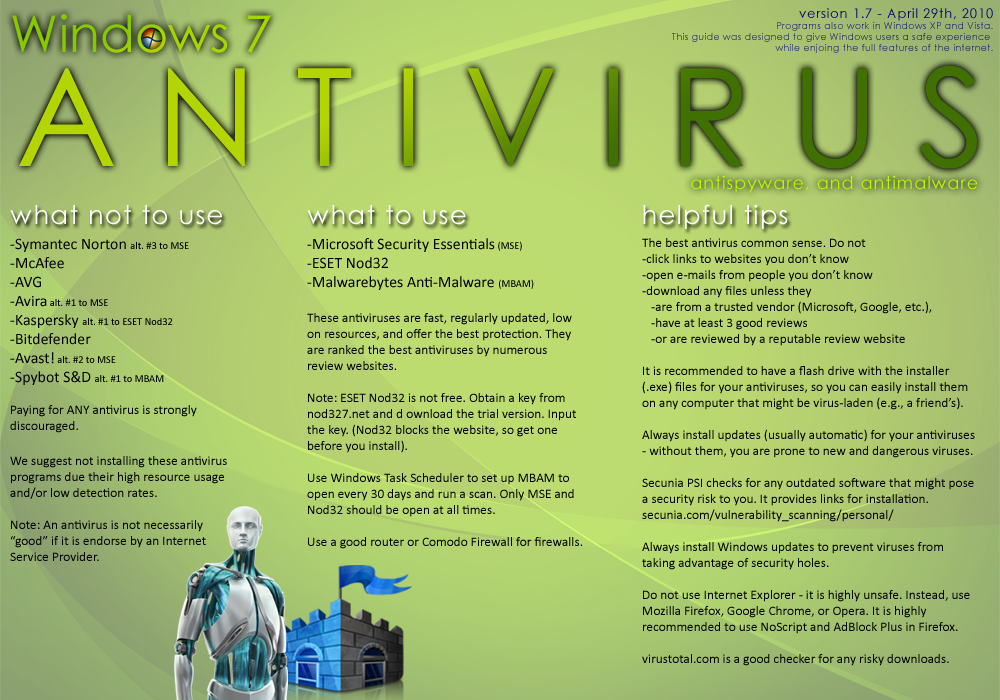 Windows 7
version 1.7 - April 29th, 2010
Programs also work in Windows XP and Vista.
This guide was designed to give Windows users a safe experience
while enjoing the full features of the internet.
ANTIVIRUS
antispyware, and antimalware
what not to use
-Symantec Norton alt. #3 to MSE
-McAfee
-AVG
-Avira alt. #1 to MSE
-Kaspersky alt. #1 to ESET Nod32
-Bitdefender
-Avast! alt. #2 to MSE
-Spybot S&D alt. #1 to MBAM
Paying for ANY antivirus is strongly
discouraged.
We suggest not installing these antivirus
programs due their high resource usage
and/or low detection rates.
Note: An antivirus is not necessarily
“good” if it is endorse by an Internet
Service Provider.
what to use
-Microsoft Security Essentials (MSE)
-ESET Nod32
-Malwarebytes Anti-Malware (MBAM)
These antiviruses are fast, regularly updated, low
on resources, and offer the best protection. They
are ranked the best antiviruses by numerous
review websites.
Note: ESET Nod32 is not free. Obtain a key from
nod327.net and d ownload the trial version. Input
the key. (Nod32 blocks the website, so get one
before you install).
Use Windows Task Scheduler to set up MBAM to
open every 30 days and run a scan. Only MSE and
Nod32 should be open at all times.
Use a good router or Comodo Firewall for firewalls.
helpful tips
The best antivirus common sense. Do not
-click links to websites you don’t know
-open e-mails from people you don’t know
-download any files unless they
-are from a trusted vendor (Microsoft, Google, etc.),
-have at least 3 good reviews
-or are reviewed by a reputable review website
It is recommended to have a flash drive with the installer
(.exe) files for your antiviruses, so you can easily install them
on any computer that might be virus-laden (e.g., a friend’s).
Always install updates (usually automatic) for your antiviruses
- without them, you are prone to new and dangerous viruses.
Secunia PSI checks for any outdated software that might pose
a security risk to you. It provides links for installation.
secunia.com/vulnerability_scanning/personal/
Always install Windows updates to prevent viruses from
taking advantage of security holes.
Do not use Internet Explorer - it is highly unsafe. Instead, use
Mozilla Firefox, Google Chrome, or Opera. It is highly
recommended to use NoScript and AdBlock Plus in Firefox.
virustotal.com is a good checker for any risky downloads.